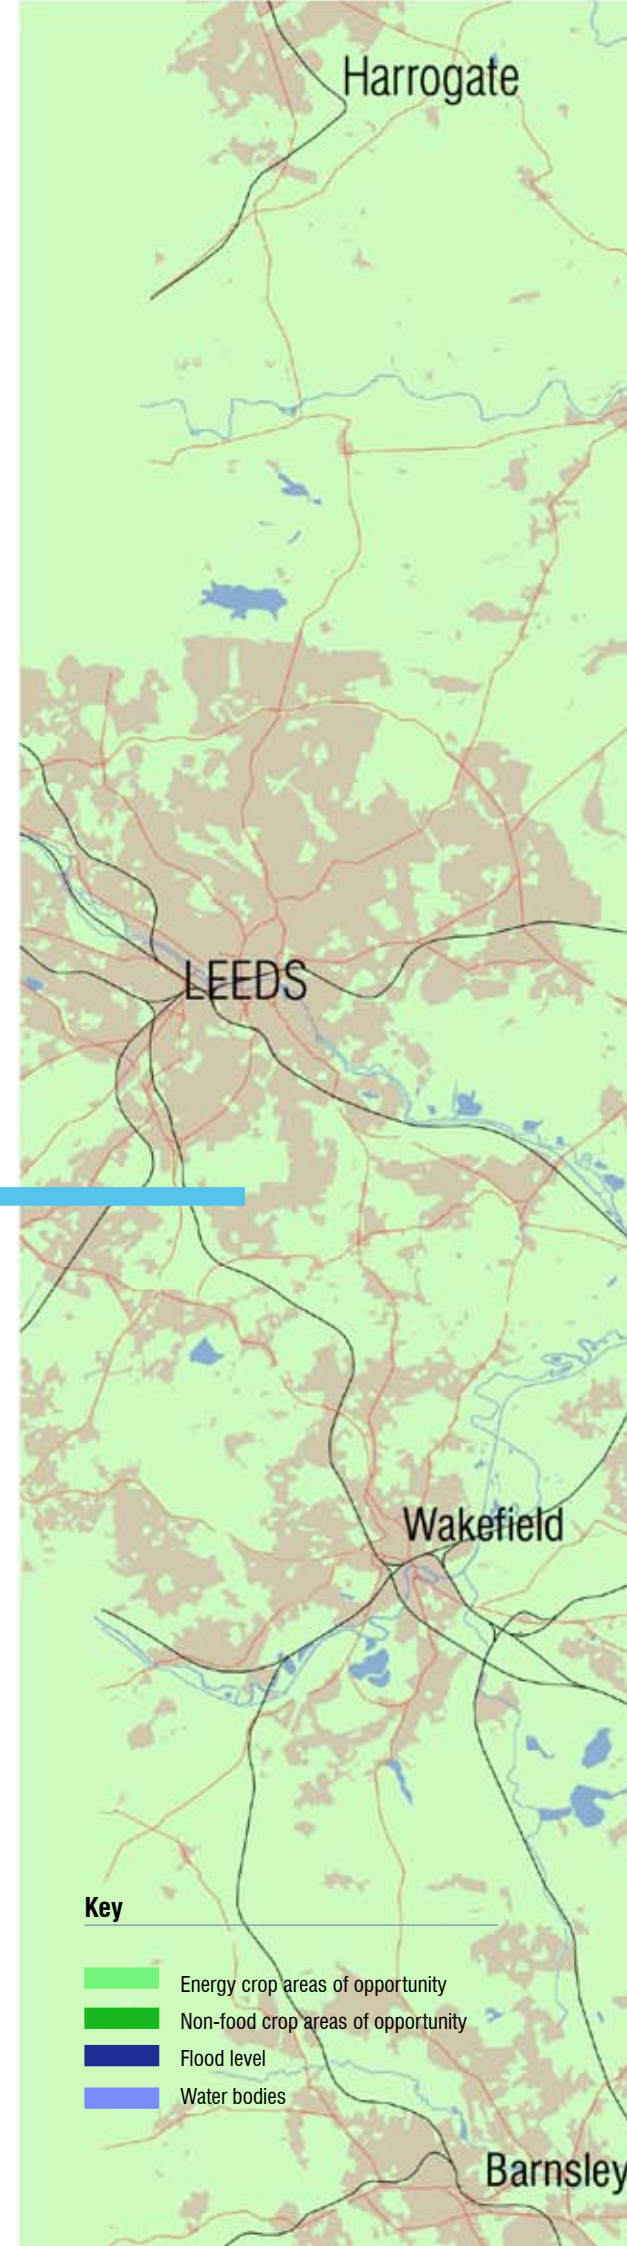 Harrogate
LEEDS
Wakefield
Key
Energy crop areas of opportunity
Non-food crop areas of opportunity
Flood level
Water bodies
Barnsley